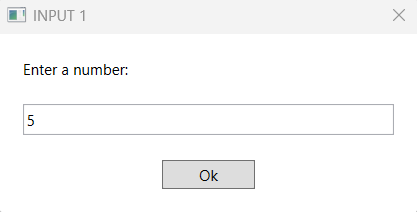 INPUT 1
Enter a number:
5
Ok